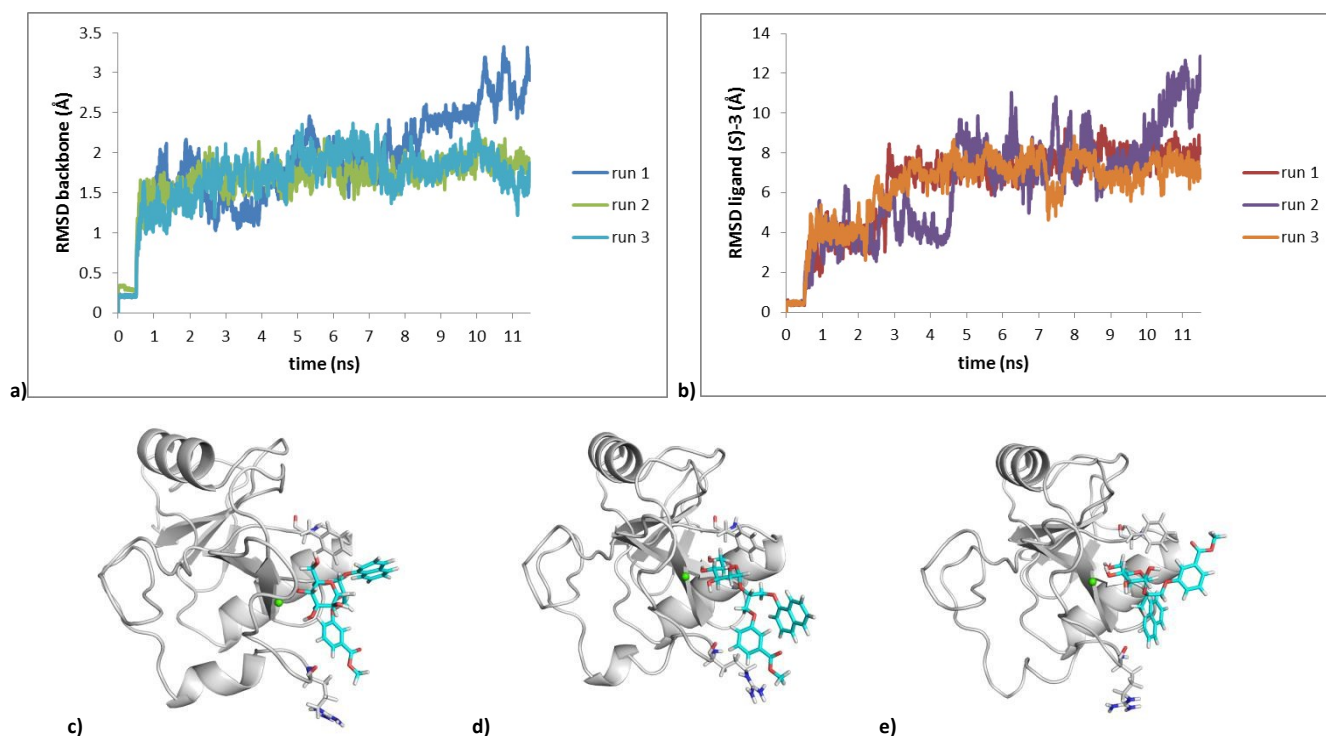 3.5
3
2.5
2
1.5
1
0.5
0
RMSD backbone (Å)
0 1 2 3 4 5 6 7 8 9 10 11
time (ns)
run 1
run 2
run 3
a)
14
12
10
8
6
4
2
0
RMSD ligand (S)-3 (Å)
0 1 2 3 4 5 6 7 8 9 10 11
time (ns)
run 1
run 2
run 3
b)
c)
d)
e)